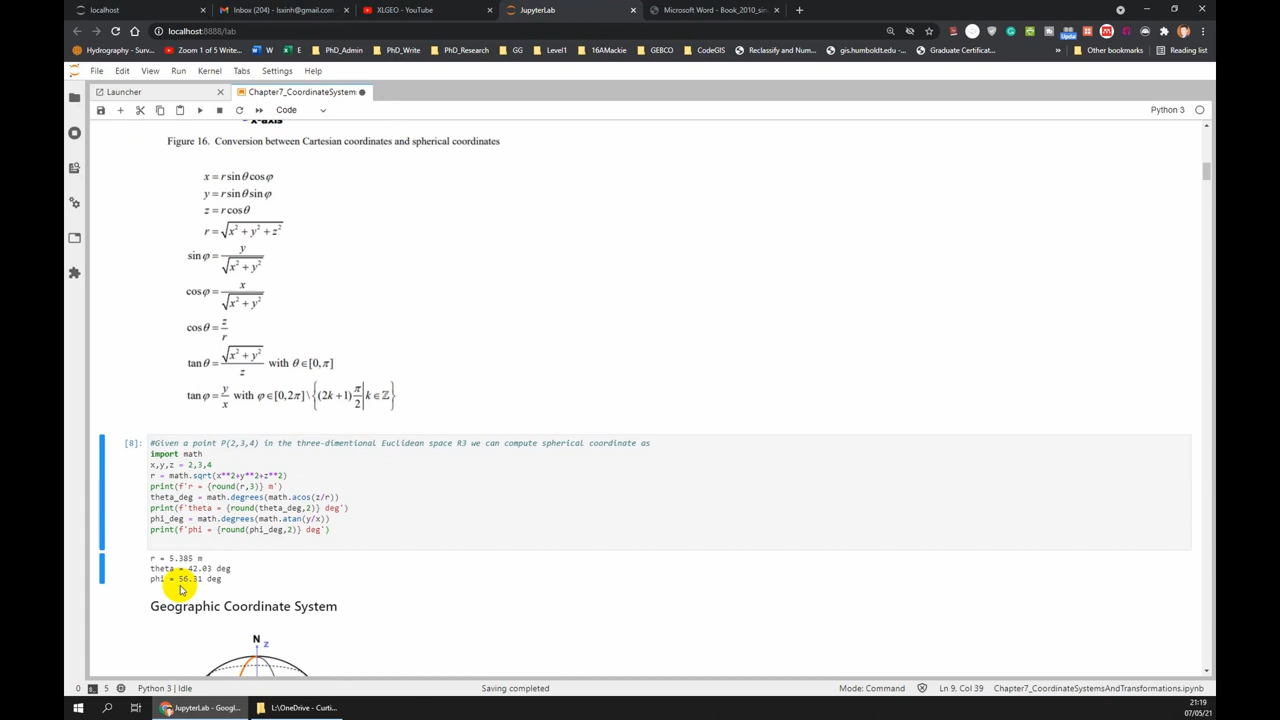 localhost
Inbox (204) - lsxinh@gmail.com
XLGEO - YouTube
JupyterLab
Microsoft Word - Book_2010_sin
localhost:8888/lab
Hydrography - Surv...
Zoom 1 of 5 World...
W
E
PhD_Admin
PhD_Write
PhD_Research
GG
Level1
16AMackie
GEBCO
CodeGIS
Reclassify and Num...
gis.humboldt.edu/...
Graduate Certificat...
»
Other bookmarks
Reading list
File Edit View Run Kernel Tabs Settings Help
Launcher
Chapter7_CoordinateSystem
Code
Python 3
x-axis
Figure 16. Conversion between Cartesian coordinates and spherical coordinates
x = r sin θ cos φ
y = r sin θ sin φ
z = r cos θ
r = √(x² + y² + z²)
sin φ = y / √(x² + y²)
cos φ = x / √(x² + y²)
cos θ = z / r
tan θ = √(x² + y²) / z with θ ∈ [0, π]
tan φ = y / x with φ ∈ [0, 2π] \ {(2k + 1) π/2 | k ∈ ℤ}
[8]: #Given a point P(2,3,4) in the three-dimentional Euclidean space R3 we can compute spherical coordinate as
import math
x,y,z = 2,3,4
r = math.sqrt(x**2+y**2+z**2)
print(f'r = {round(r,3)} m')
theta_deg = math.degrees(math.acos(z/r))
print(f'theta = {round(theta_deg,2)} deg')
phi_deg = math.degrees(math.atan(y/x))
print(f'phi = {round(phi_deg,2)} deg')
r = 5.385 m
theta = 42.03 deg
phi = 56.31 deg
Geographic Coordinate System
N
z
0
5
Python 3 | Idle
Saving completed
Mode: Command
Ln 9, Col 39
Chapter7_CoordinateSystemsAndTransformations.ipynb
JupyterLab - Googl...
L:\OneDrive - Curti...
21:19
07/05/21